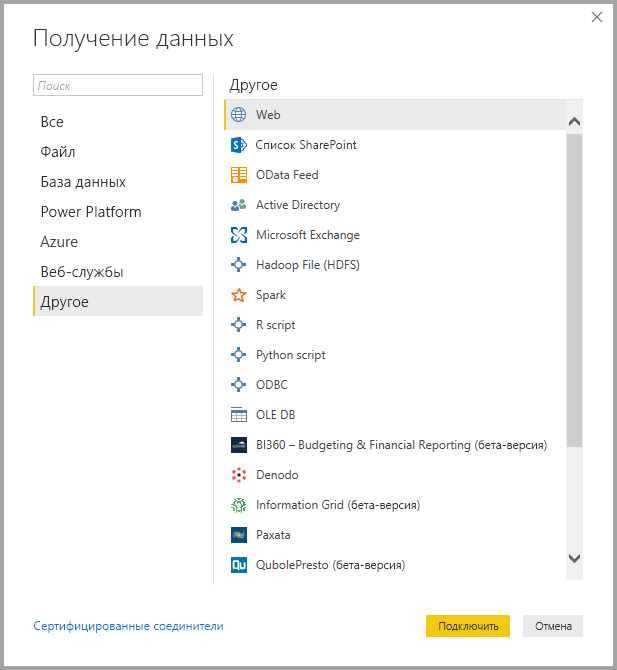 Получение данных
Поиск
Все
Файл
База данных
Power Platform
Azure
Веб-службы
Другое
Другое
Web
Список SharePoint
OData Feed
Active Directory
Microsoft Exchange
Hadoop File (HDFS)
Spark
R script
Python script
ODBC
OLE DB
BI360 – Budgeting & Financial Reporting (бета-версия)
Denodo
Information Grid (бета-версия)
Paxata
Qu QubolePresto (бета-версия)
Сертифицированные соединители
Подключить
Отмена